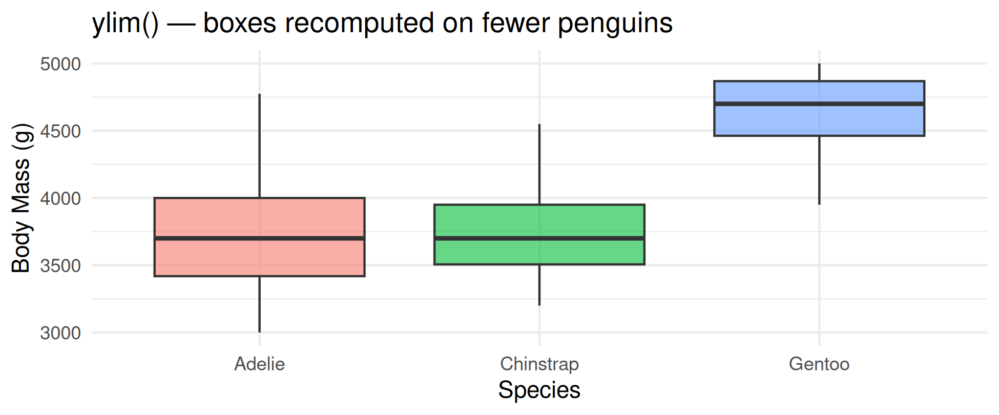 ylim() — boxes recomputed on fewer penguins
Body Mass (g)
5000
4500
4000
3500
3000
Adelie Chinstrap Gentoo
Species